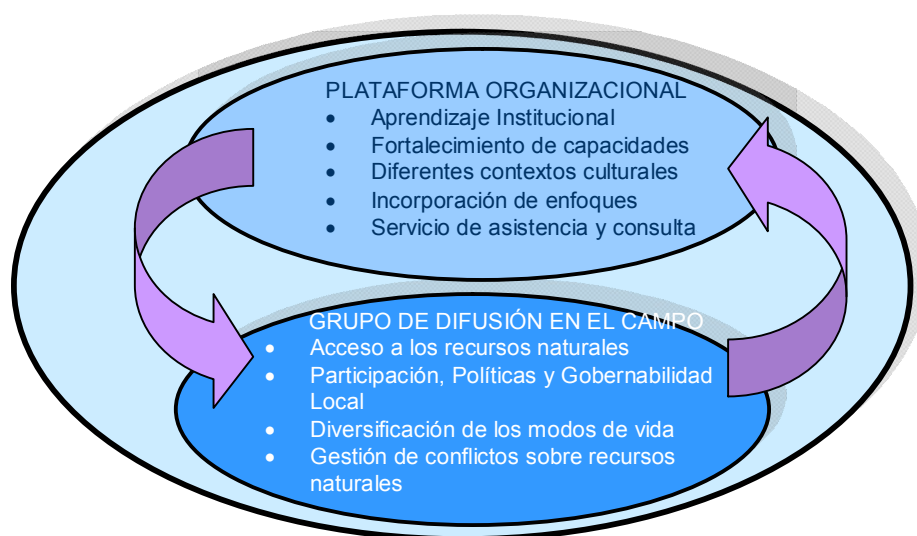 PLATAFORMA ORGANIZACIONAL
• Aprendizaje Institucional
• Fortalecimiento de capacidades
• Diferentes contextos culturales
• Incorporación de enfoques
• Servicio de asistencia y consulta
GRUPO DE DIFUSIÓN EN EL CAMPO
• Acceso a los recursos naturales
• Participación, Políticas y Gobernabilidad
Local
• Diversificación de los modos de vida
• Gestión de conflictos sobre recursos
naturales